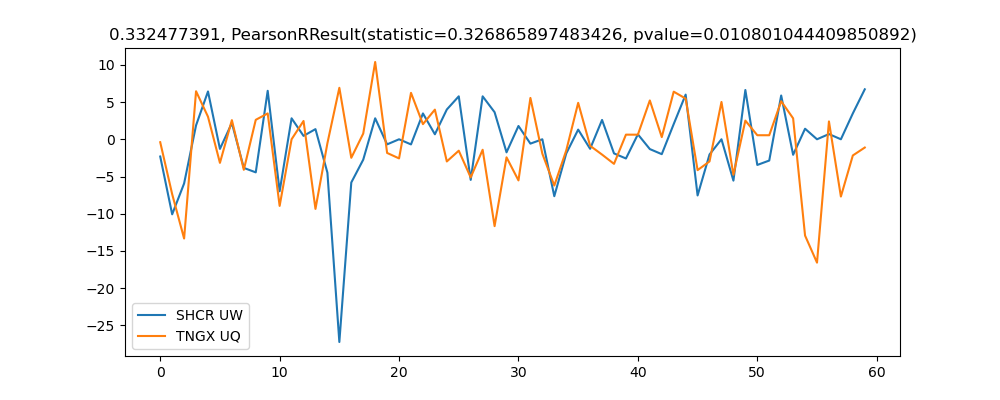 0.332477391, PearsonRResult(statistic=0.326865897483426, pvalue=0.010801044409850892)
10
5
0
−5
−10
−15
−20
−25
SHCR UW
TNGX UQ
0 10 20 30 40 50 60